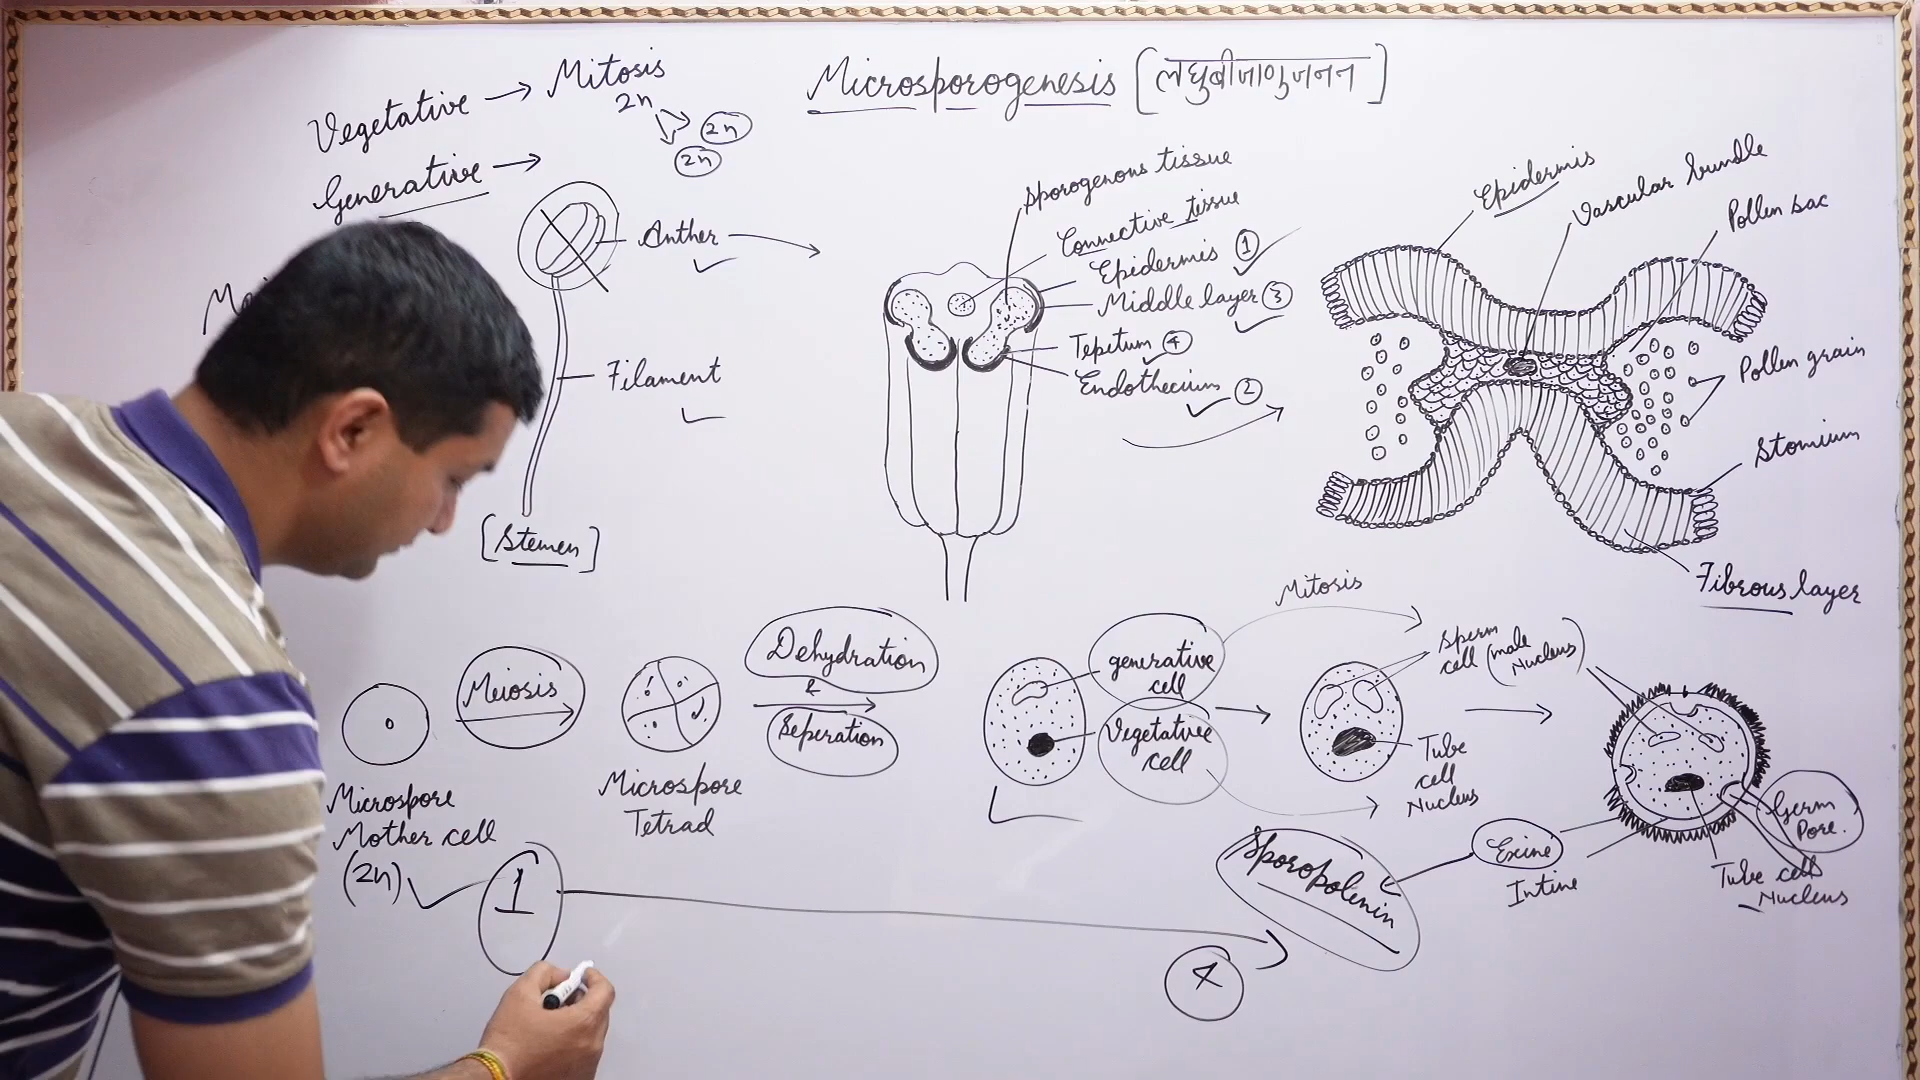 Microsporogenesis [लघुबीजाणुजनन]
Vegetative → Mitosis
2n
2n
2n
Generative →
Anther
Filament
[Stemen]
Sporogenous tissue
Connective tissue
Epidermis 1
Middle layer 3
Tepetum 4
Endothecium 2
Epidermis
Vascular bundle
Pollen sac
Pollen grain
Stomium
Fibrous layer
Microspore
Mother cell
(2n)
Meiosis
Microspore
Tetrad
Dehydration
&
Seperation
generative
cell
Vegetative
cell
Mitosis
Sperm
cell (male
Nucleus)
Tube
cell
Nucleus
Germ
Pore.
Tube cell
Nucleus
Exine
Intine
Sporopolenin
1
4